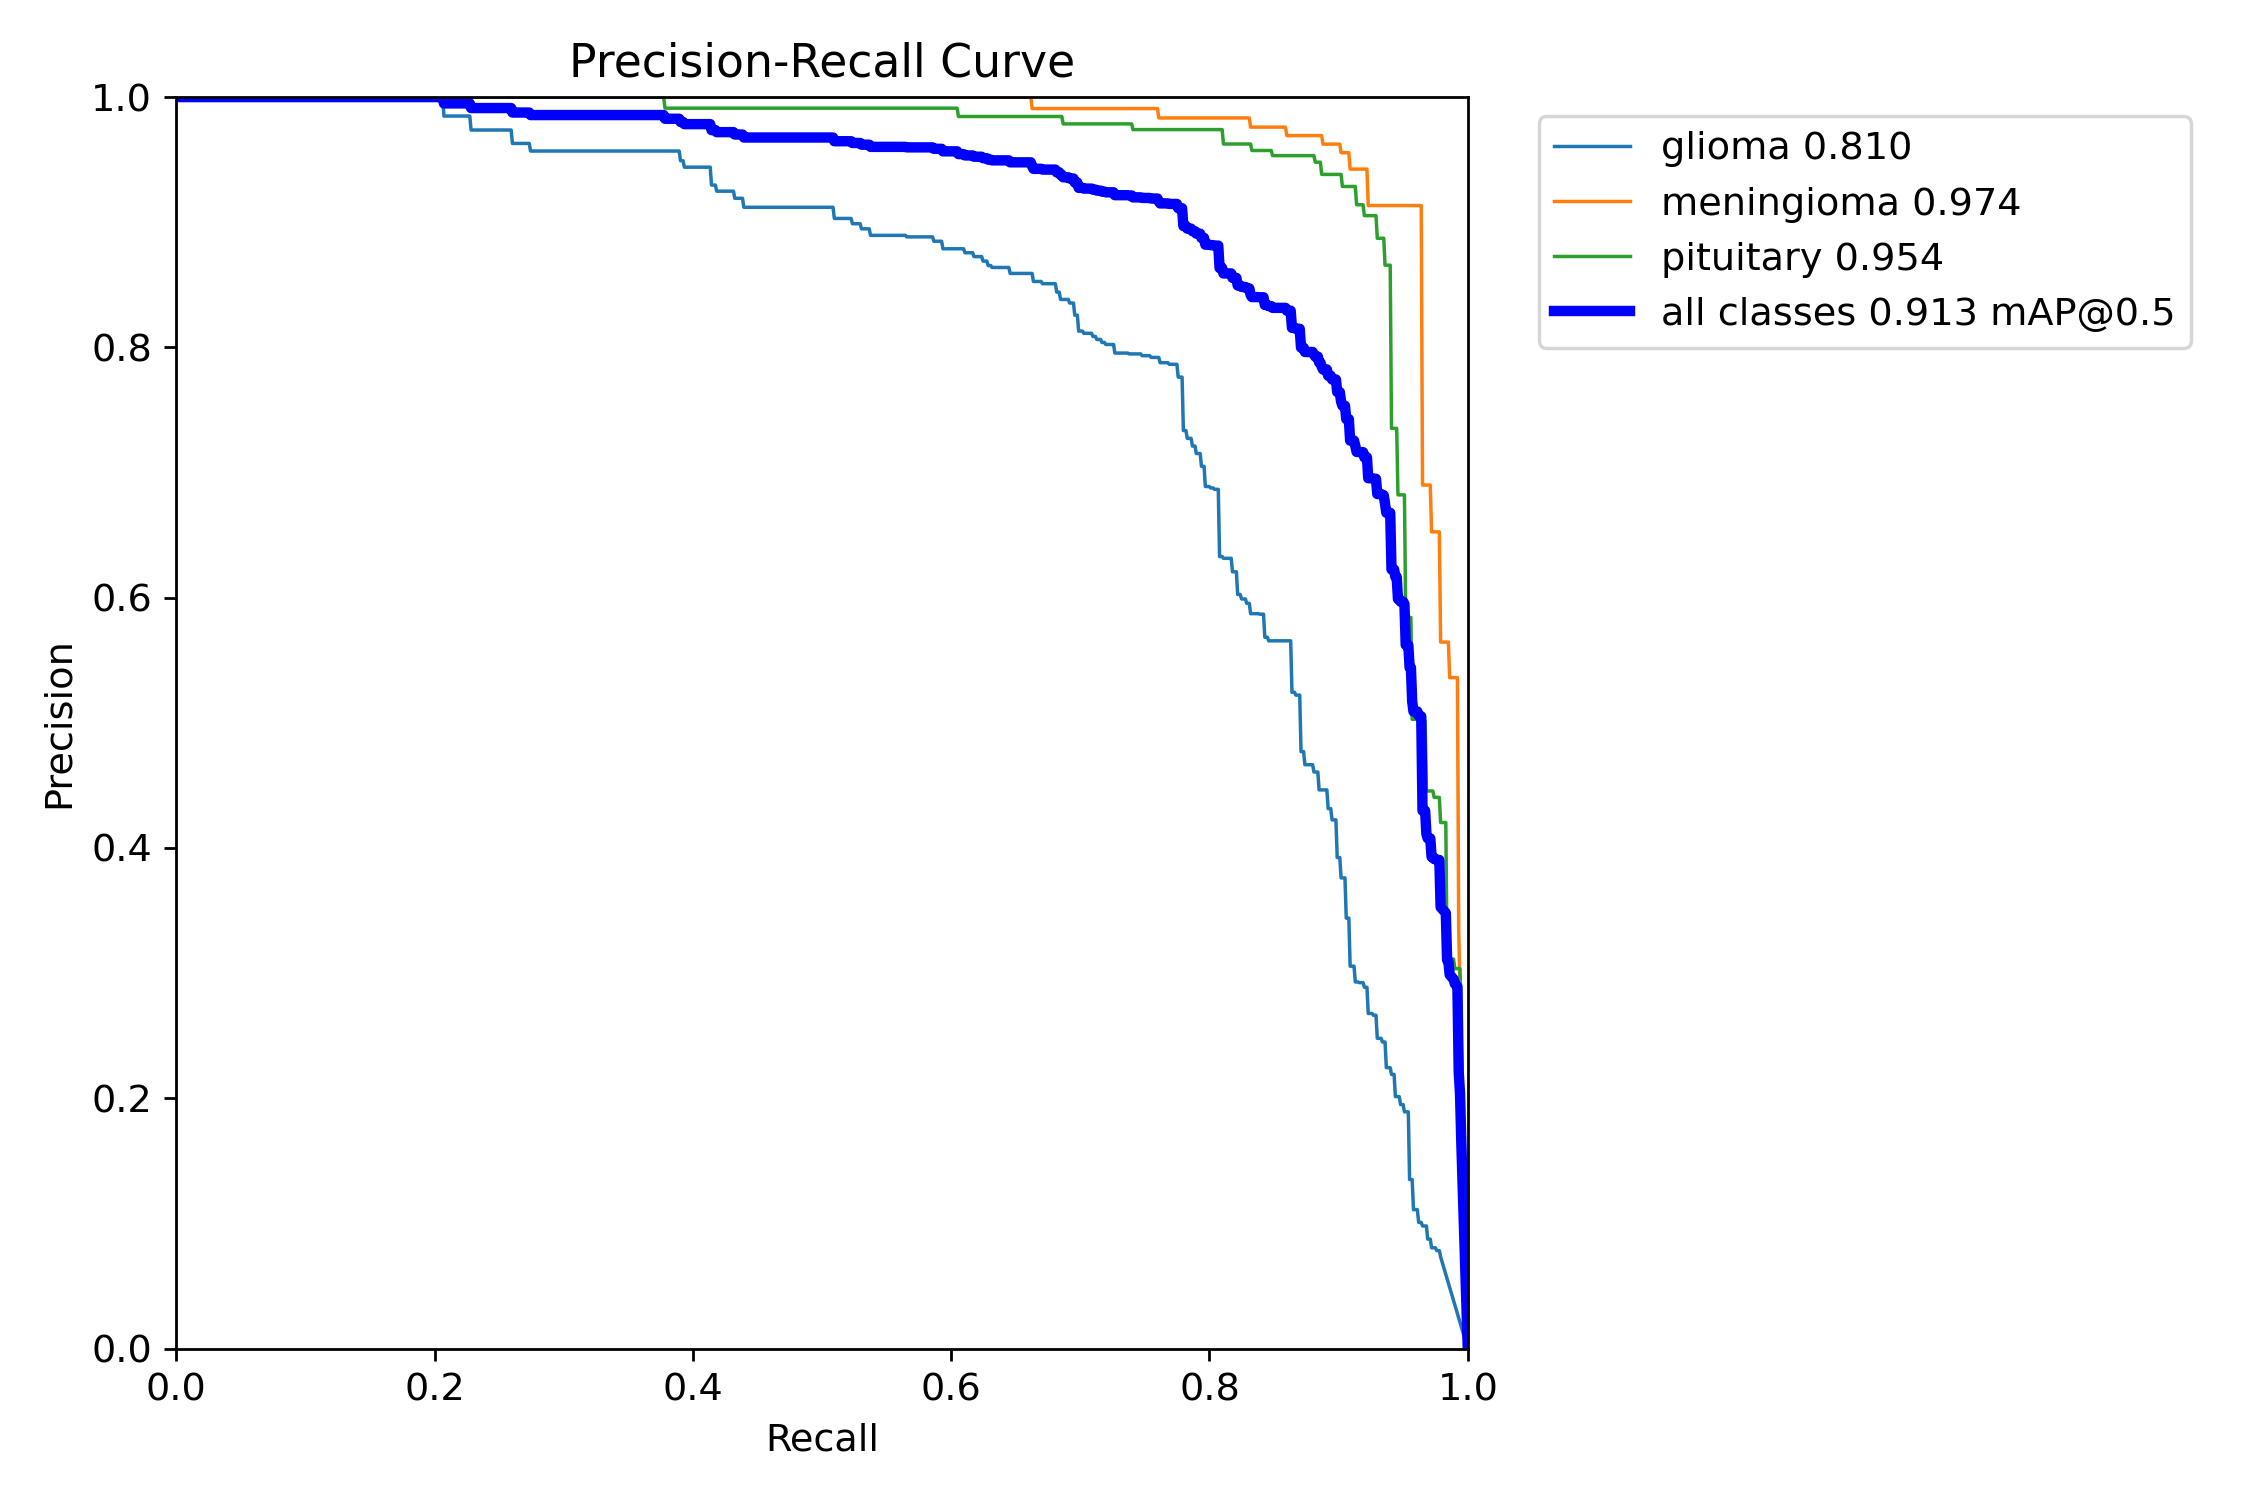 Precision-Recall Curve
1.0
0.8
0.6
0.4
0.2
0.0
Precision
0.0 0.2 0.4 0.6 0.8 1.0
Recall
glioma 0.810
meningioma 0.974
pituitary 0.954
all classes 0.913 mAP@0.5